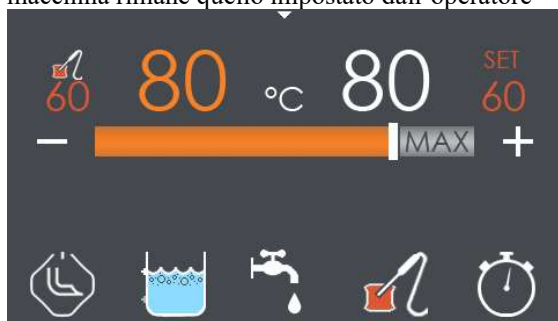 macchina rimane quello impostato dall'operatore
60 80 °C 80 SET 60
− MAX +